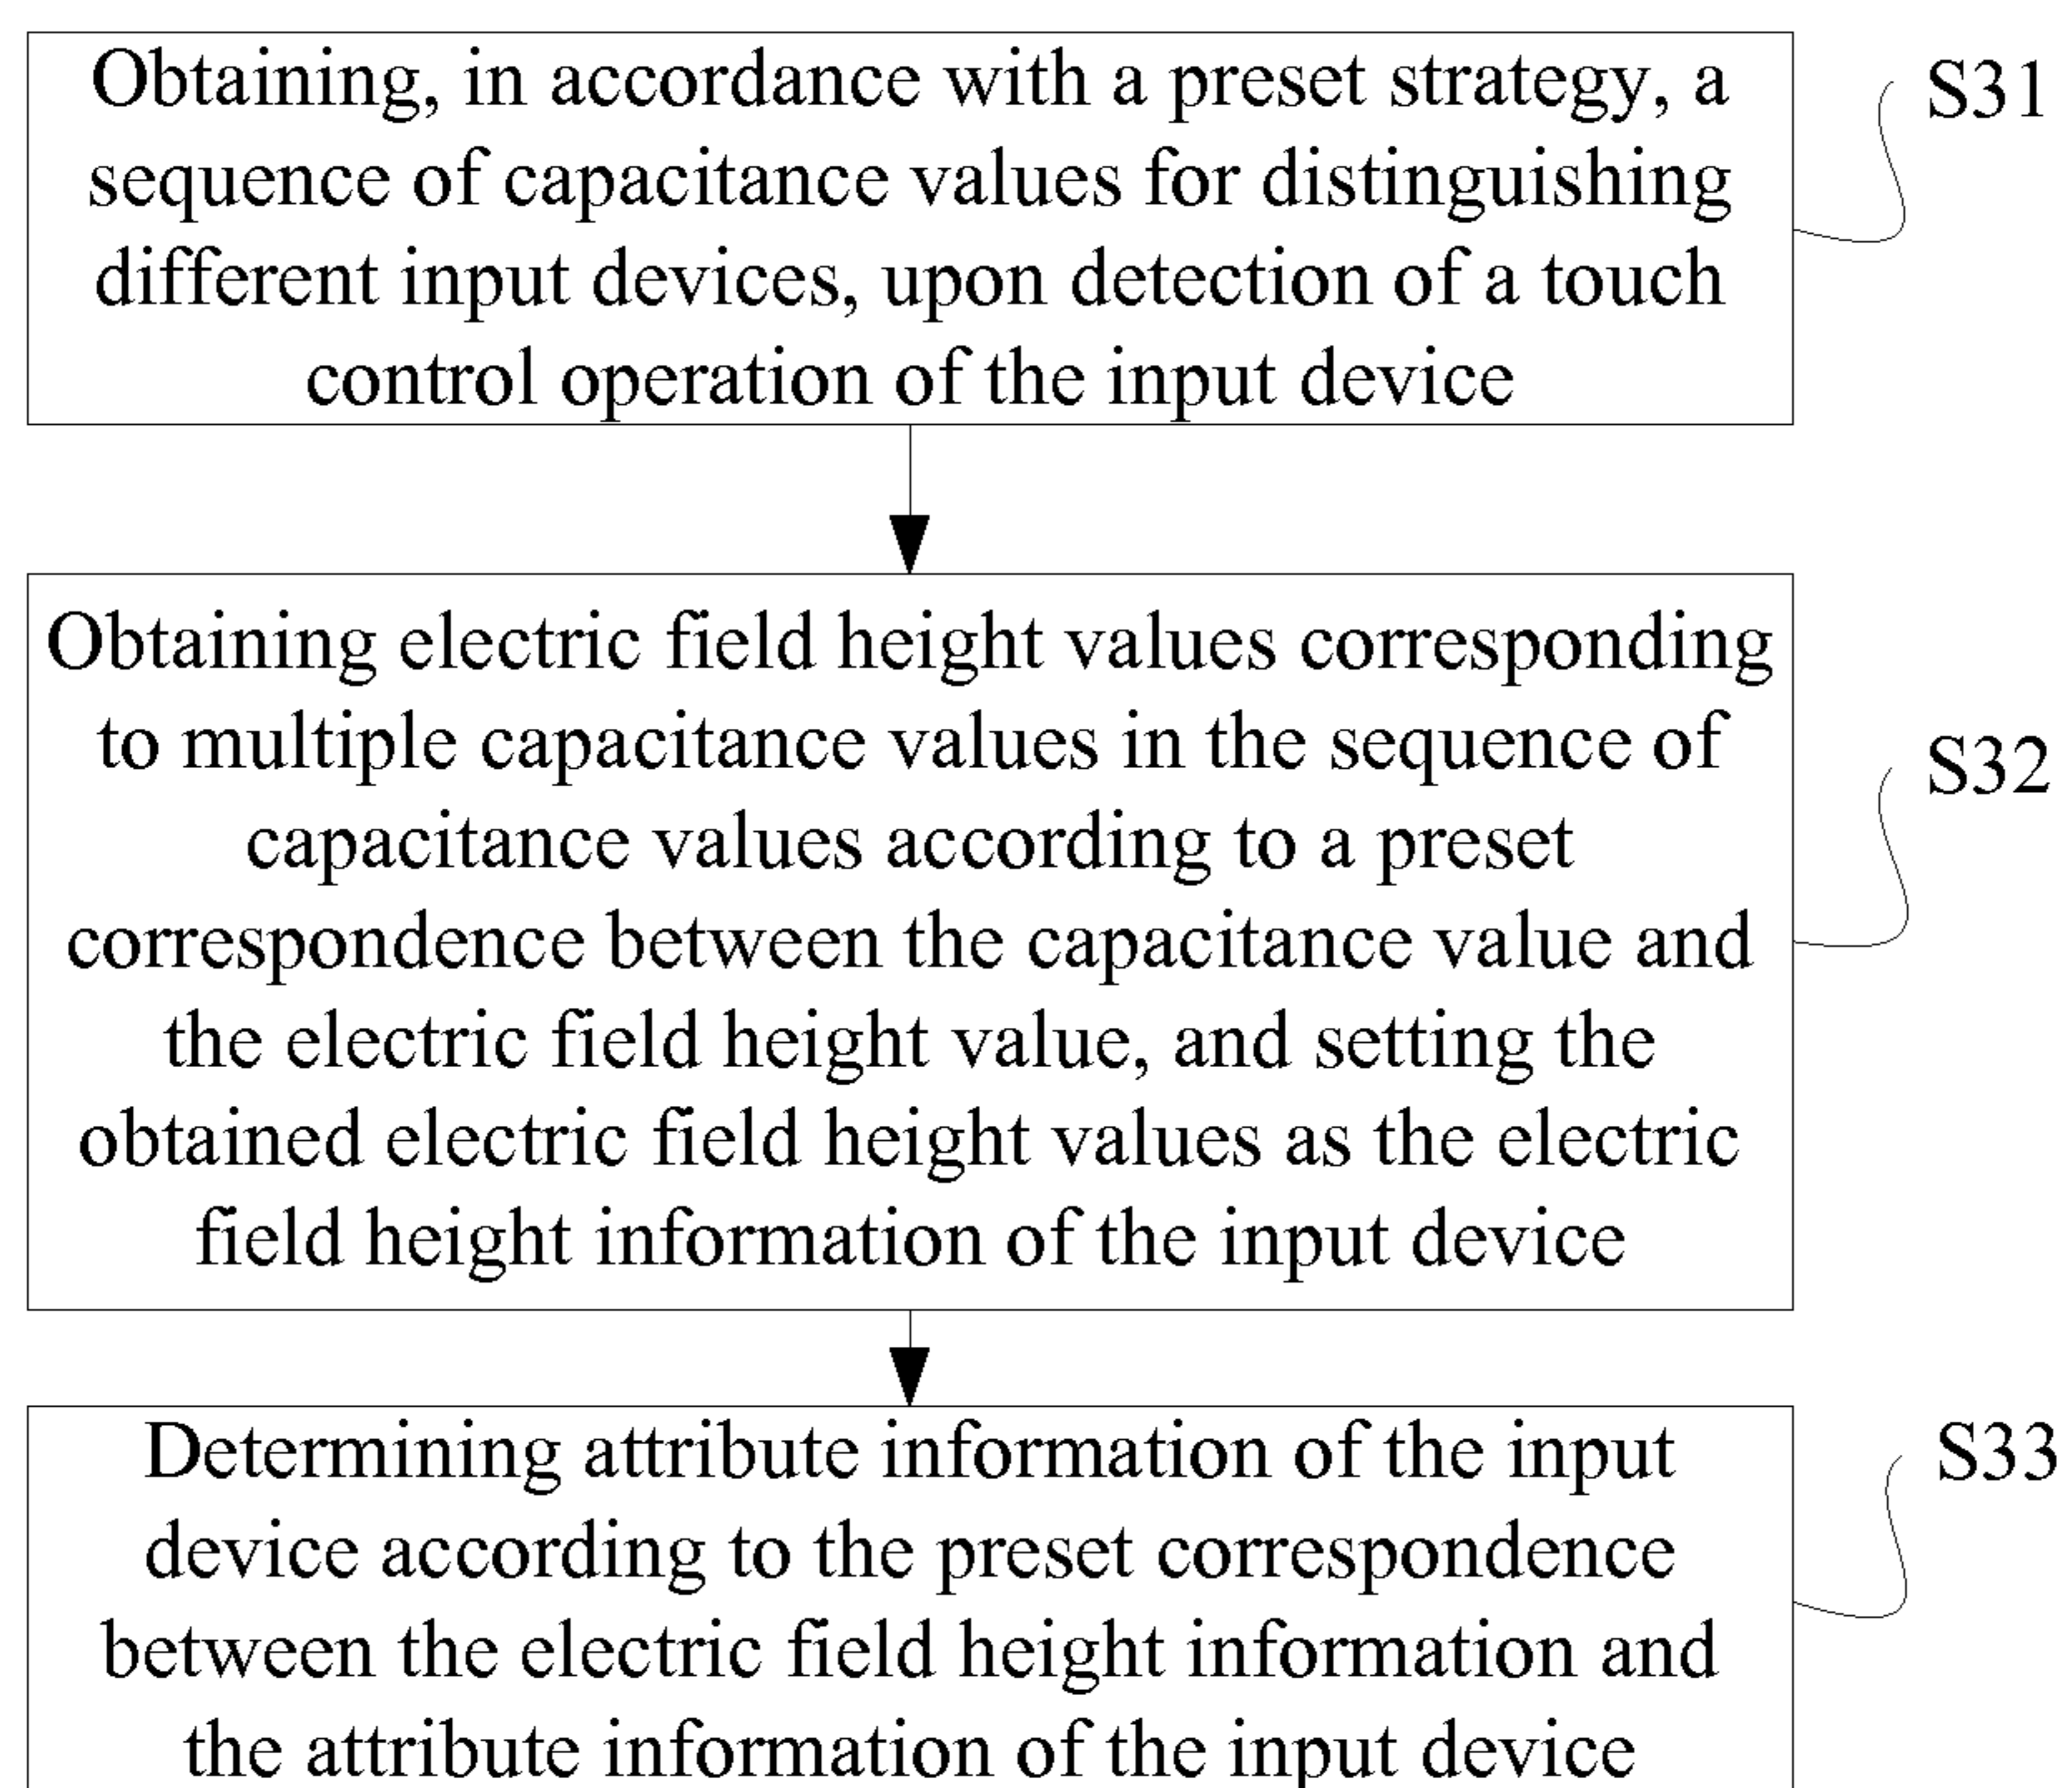 Obtaining, in accordance with a preset strategy, a
sequence of capacitance values for distinguishing
different input devices, upon detection of a touch
control operation of the input device
S31
Obtaining electric field height values corresponding
to multiple capacitance values in the sequence of
capacitance values according to a preset
correspondence between the capacitance value and
the electric field height value, and setting the
obtained electric field height values as the electric
field height information of the input device
S32
Determining attribute information of the input
device according to the preset correspondence
between the electric field height information and
the attribute information of the input device
S33